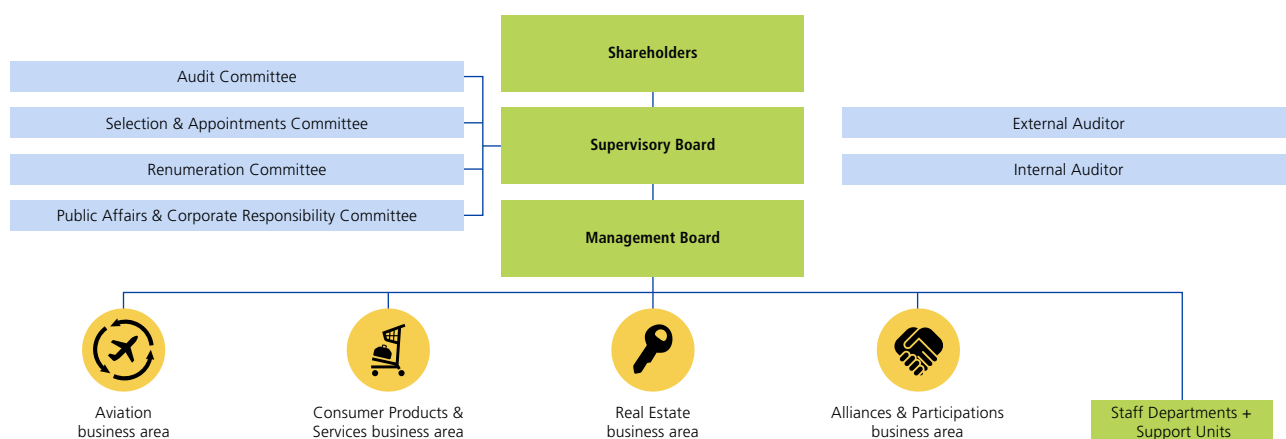 Shareholders
Audit Committee
Selection & Appointments Committee
Renumeration Committee
Public Affairs & Corporate Responsibility Committee
Supervisory Board
External Auditor
Internal Auditor
Management Board
Aviation
business area
Consumer Products &
Services business area
Real Estate
business area
Alliances & Participations
business area
Staff Departments +
Support Units